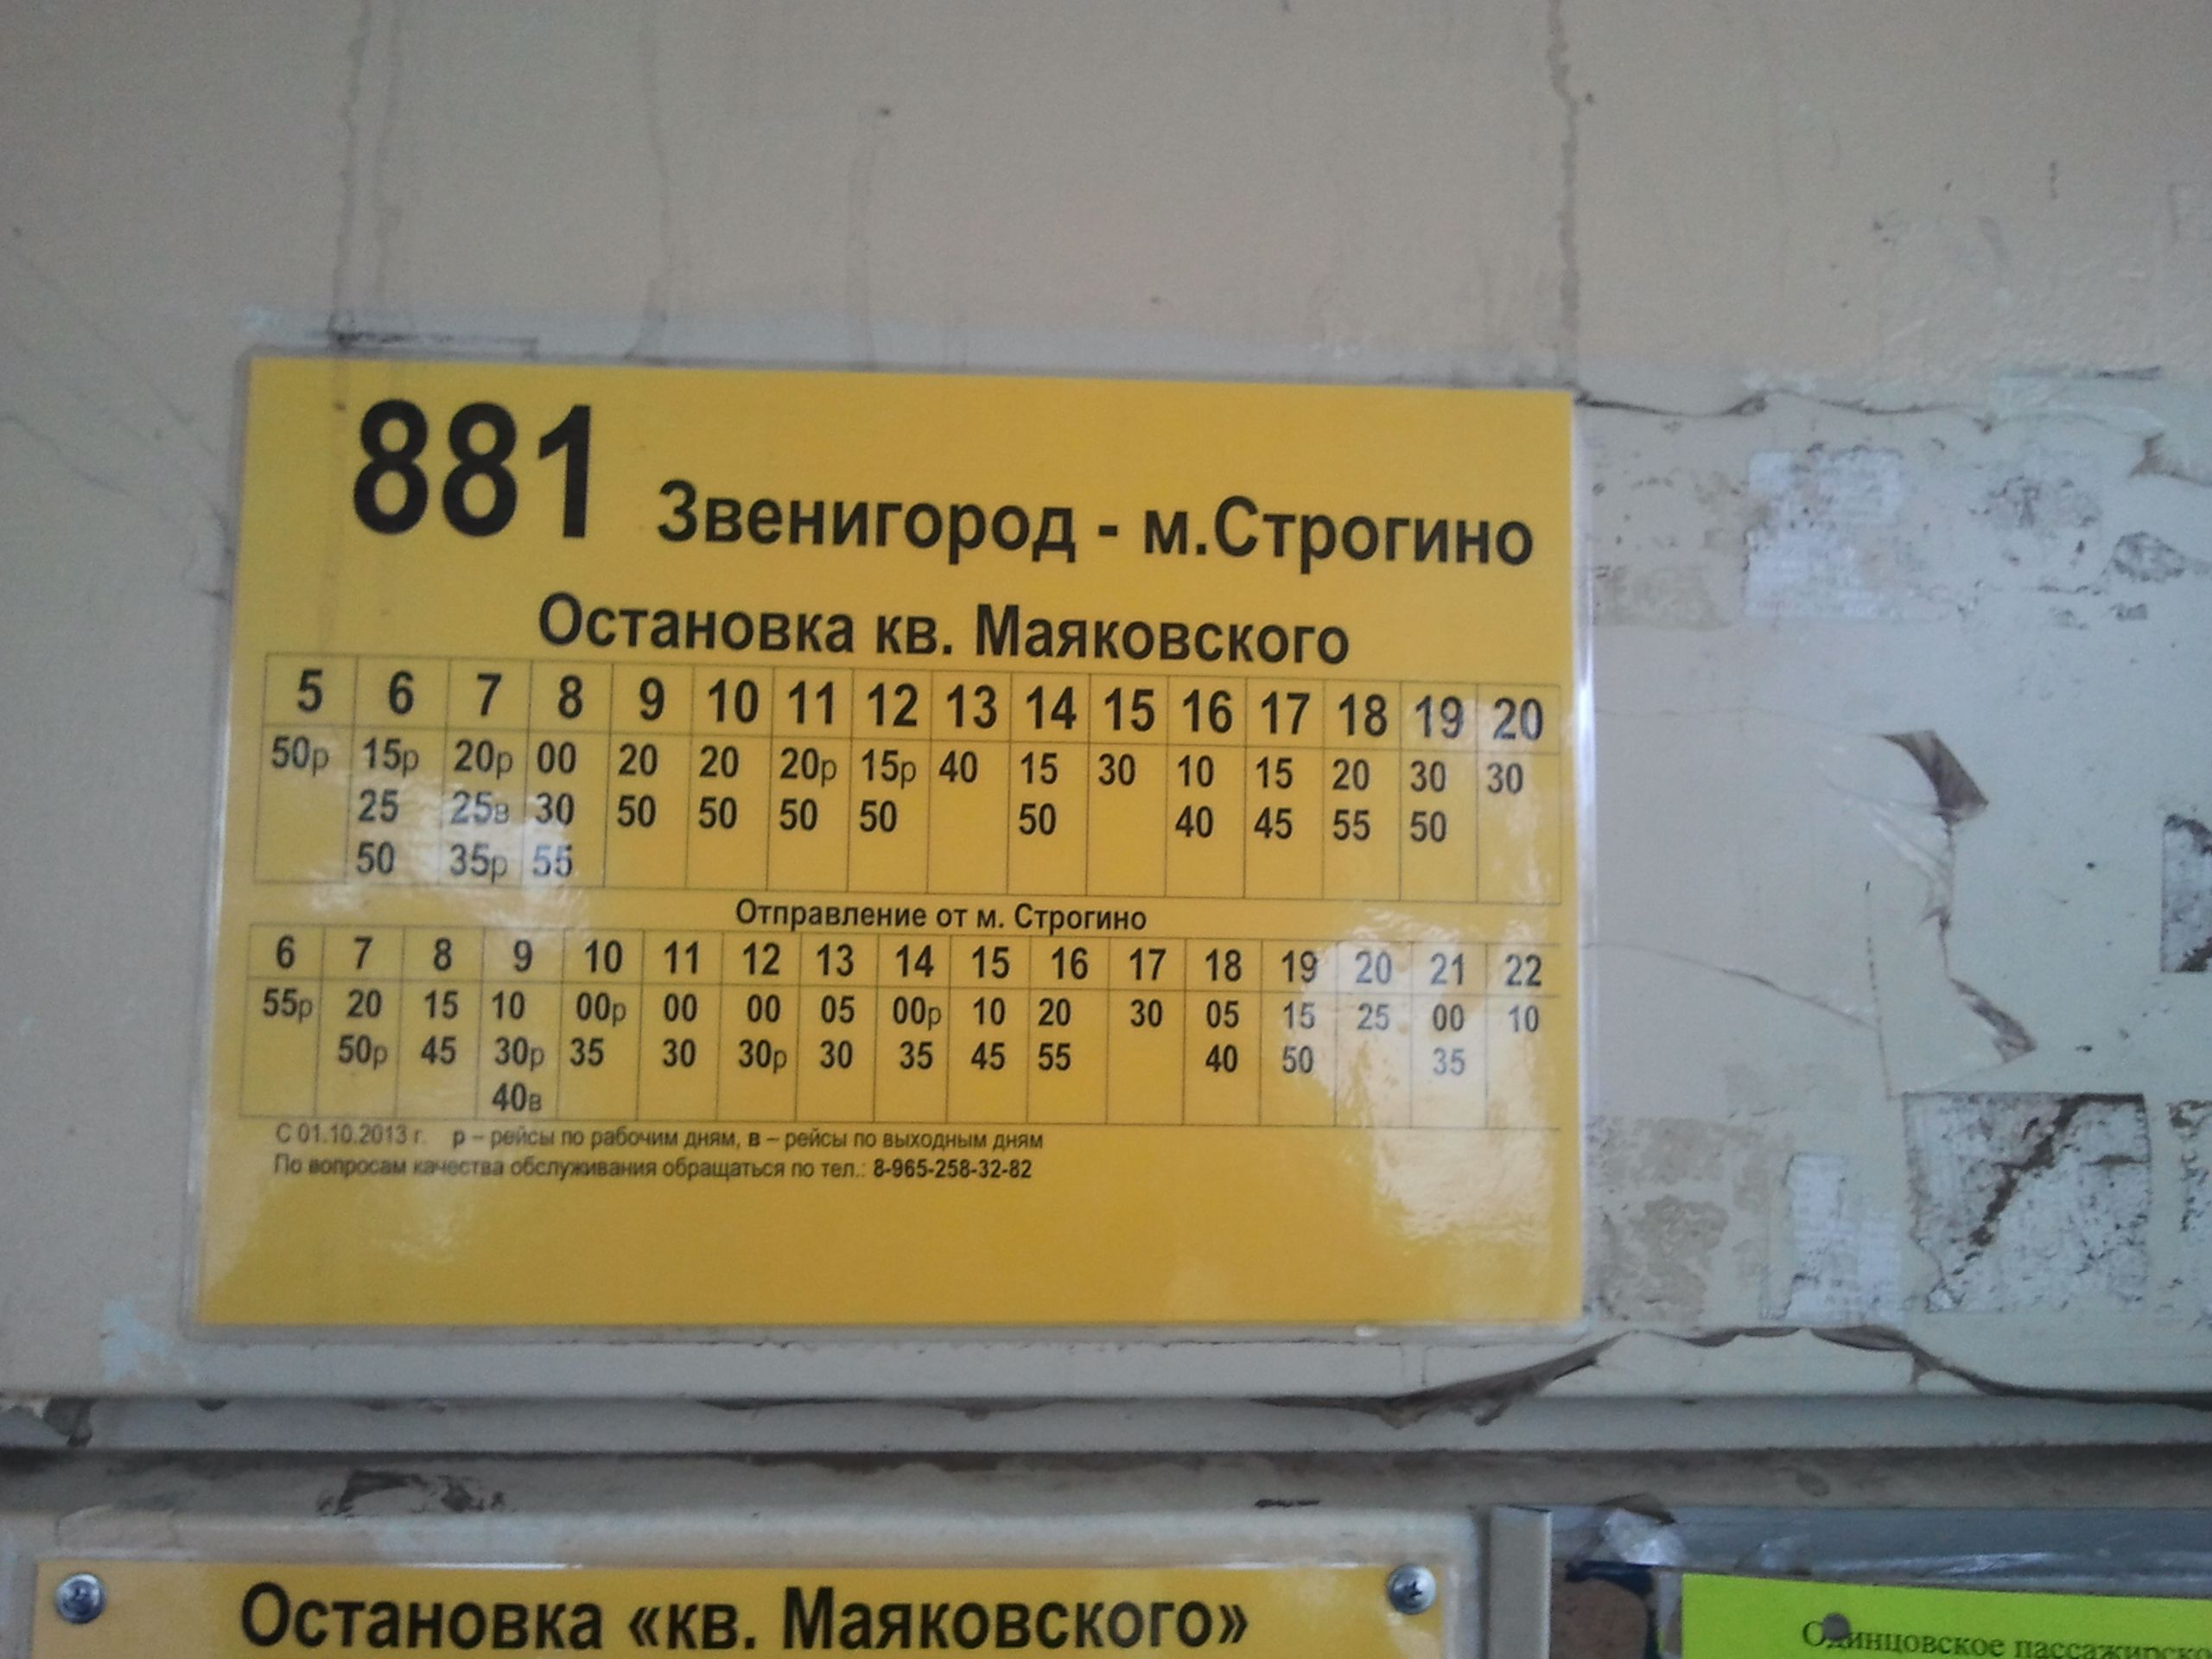 881 Звенигород - м.Строгино
Остановка кв. Маяковского
5 6 7 8 9 10 11 12 13 14 15 16 17 18 19 20
50р 15р 20р 00 20 20 20р 15р 40 15 30 10 15 20 30 30
25 25в 30 50 50 50 50 50 40 45 55 50
50 35р 55
Отправление от м. Строгино
6 7 8 9 10 11 12 13 14 15 16 17 18 19 20 21 22
55р 20 15 10 00р 00 00 05 00р 10 20 30 05 15 25 00 10
50р 45 30р 35 30 30р 30 35 45 55 40 50 35
40в
С 01.10.2013 г. р – рейсы по рабочим дням, в – рейсы по выходным дням
По вопросам качества обслуживания обращаться по тел.: 8-965-258-32-82
Остановка «кв. Маяковского»
Одинцовское